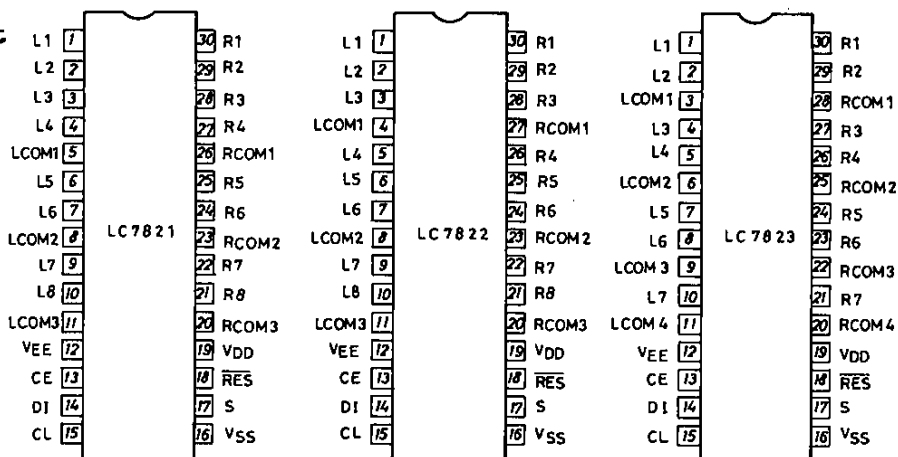 L1 1 30 R1 L1 1 30 R1 L1 1 30 R1
L2 2 29 R2 L2 2 29 R2 L2 2 29 R2
L3 3 28 R3 L3 3 28 R3 LCOM1 3 28 RCOM1
L4 4 27 R4 LCOM1 4 27 RCOM1 L3 4 27 R3
LCOM1 5 26 RCOM1 L4 5 26 R4 L4 5 26 R4
L5 6 25 R5 L5 6 25 R5 LCOM2 6 25 RCOM2
L6 7 24 R6 L6 7 24 R6 L5 7 24 R5
LCOM2 8 LC7821 23 RCOM2 LCOM2 8 LC7822 23 RCOM2 L6 8 LC7823 23 R6
L7 9 22 R7 L7 9 22 R7 LCOM3 9 22 RCOM3
L8 10 21 R8 L8 10 21 R8 L7 10 21 R7
LCOM3 11 20 RCOM3 LCOM3 11 20 RCOM3 LCOM4 11 20 RCOM4
VEE 12 19 VDD VEE 12 19 VDD VEE 12 19 VDD
CE 13 18 RES CE 13 18 RES CE 13 18 RES
DI 14 17 S DI 14 17 S DI 14 17 S
CL 15 16 VSS CL 15 16 VSS CL 15 16 VSS